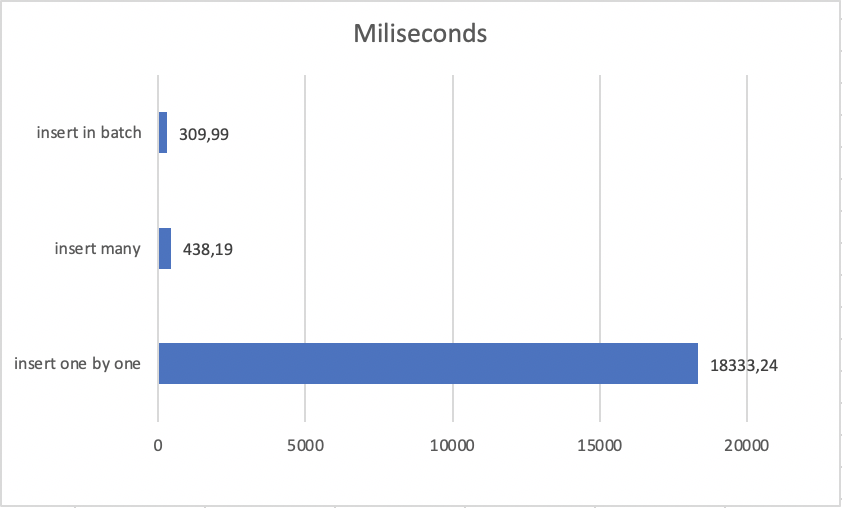 Miliseconds
insert in batch
309,99
insert many
438,19
insert one by one
18333,24
0
5000
10000
15000
20000